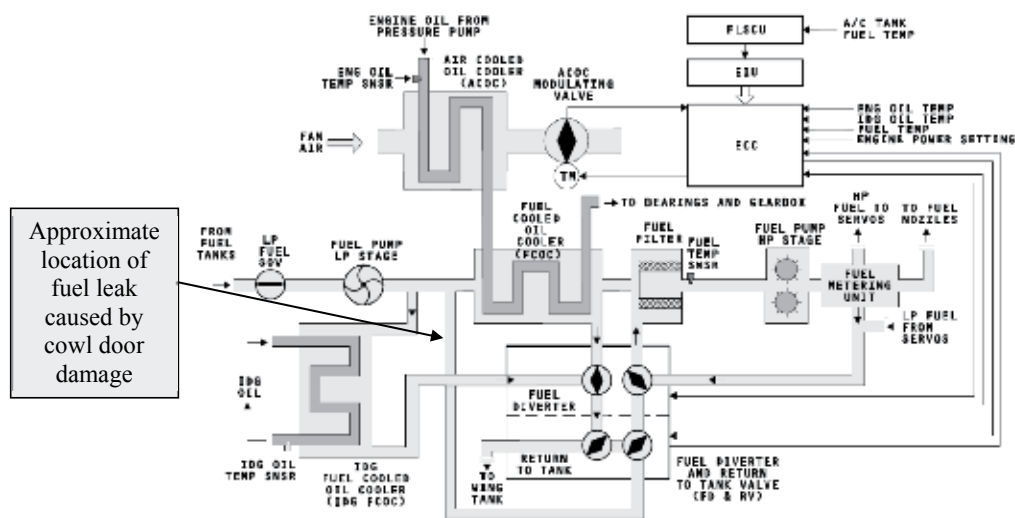 ENGINE OIL FROM
PRESSURE PUMP
ENG OIL
TEMP SNSR
AIR COOLED
OIL COOLER
(ACOC)
ACOC
MODULATING
VALVE
FLSCU
A/C TANK
FUEL TEMP
EIU
FAN
AIR
TM
ECC
ENG OIL TEMP
IDG OIL TEMP
FUEL TEMP
ENGINE POWER SETTING
TO BEARINGS AND GEARBOX
Approximate
location of
fuel leak
caused by
cowl door
damage
FROM
FUEL
TANKS
LP
FUEL
SOV
FUEL PUMP
LP STAGE
FUEL
COOLED
OIL
COOLER
(FCOC)
FUEL
FILTER
FUEL
TEMP
SNSR
FUEL PUMP
HP STAGE
HP
FUEL TO
SERVOS
TO FUEL
NOZZLES
FUEL
METERING
UNIT
LP FUEL
FROM
SERVOS
IDG
OIL
IDG OIL
TEMP SNSR
IDG
FUEL COOLED
OIL COOLER
(IDG FCOC)
FUEL
DIVERTER
RETURN
TO TANK
TO
WING
TANK
FUEL DIVERTER
AND RETURN
TO TANK VALVE
(FD & RV)